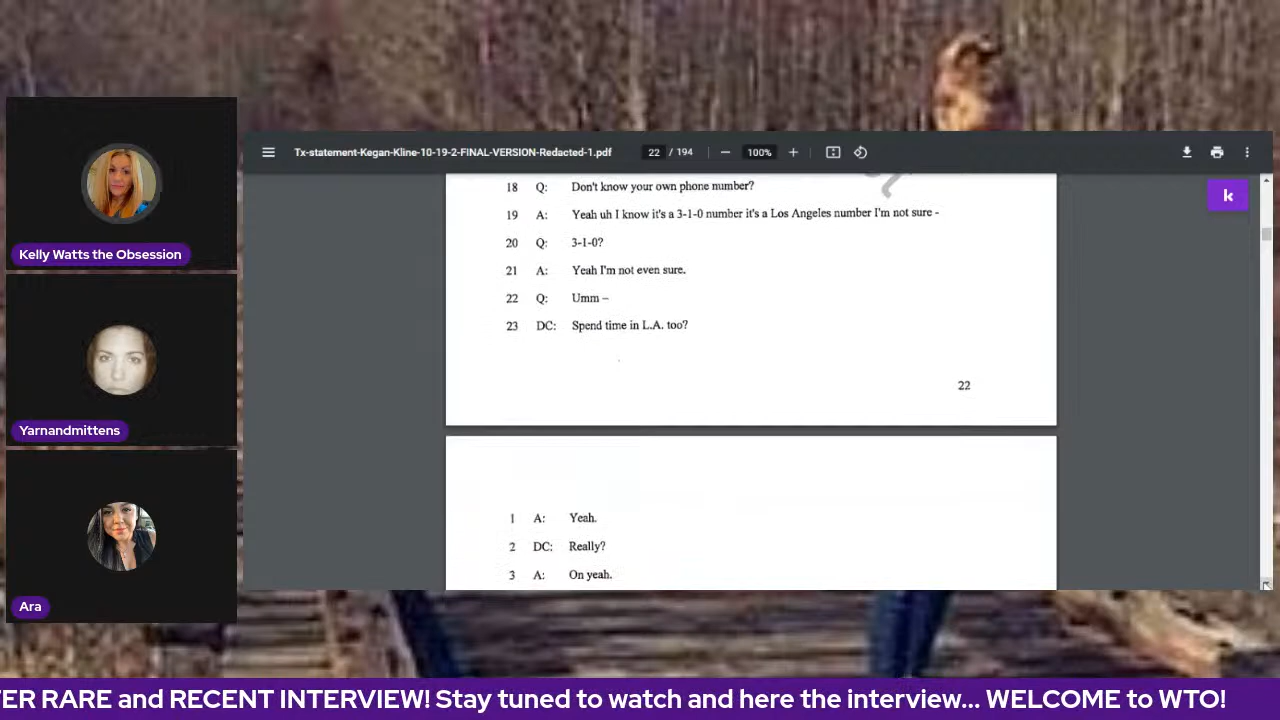 Tx-statement-Kegan-Kline-10-19-2-FINAL-VERSION-Redacted-1.pdf 22 / 194 100%
k
18 Q: Don't know your own phone number?
19 A: Yeah uh I know it's a 3-1-0 number it's a Los Angeles number I'm not sure -
20 Q: 3-1-0?
21 A: Yeah I'm not even sure.
22 Q: Umm –
23 DC: Spend time in L.A. too?
22
1 A: Yeah.
2 DC: Really?
3 A: On yeah.
Kelly Watts the Obsession
Yarnandmittens
Ara
ER RARE and RECENT INTERVIEW! Stay tuned to watch and here the interview... WELCOME to WTO!